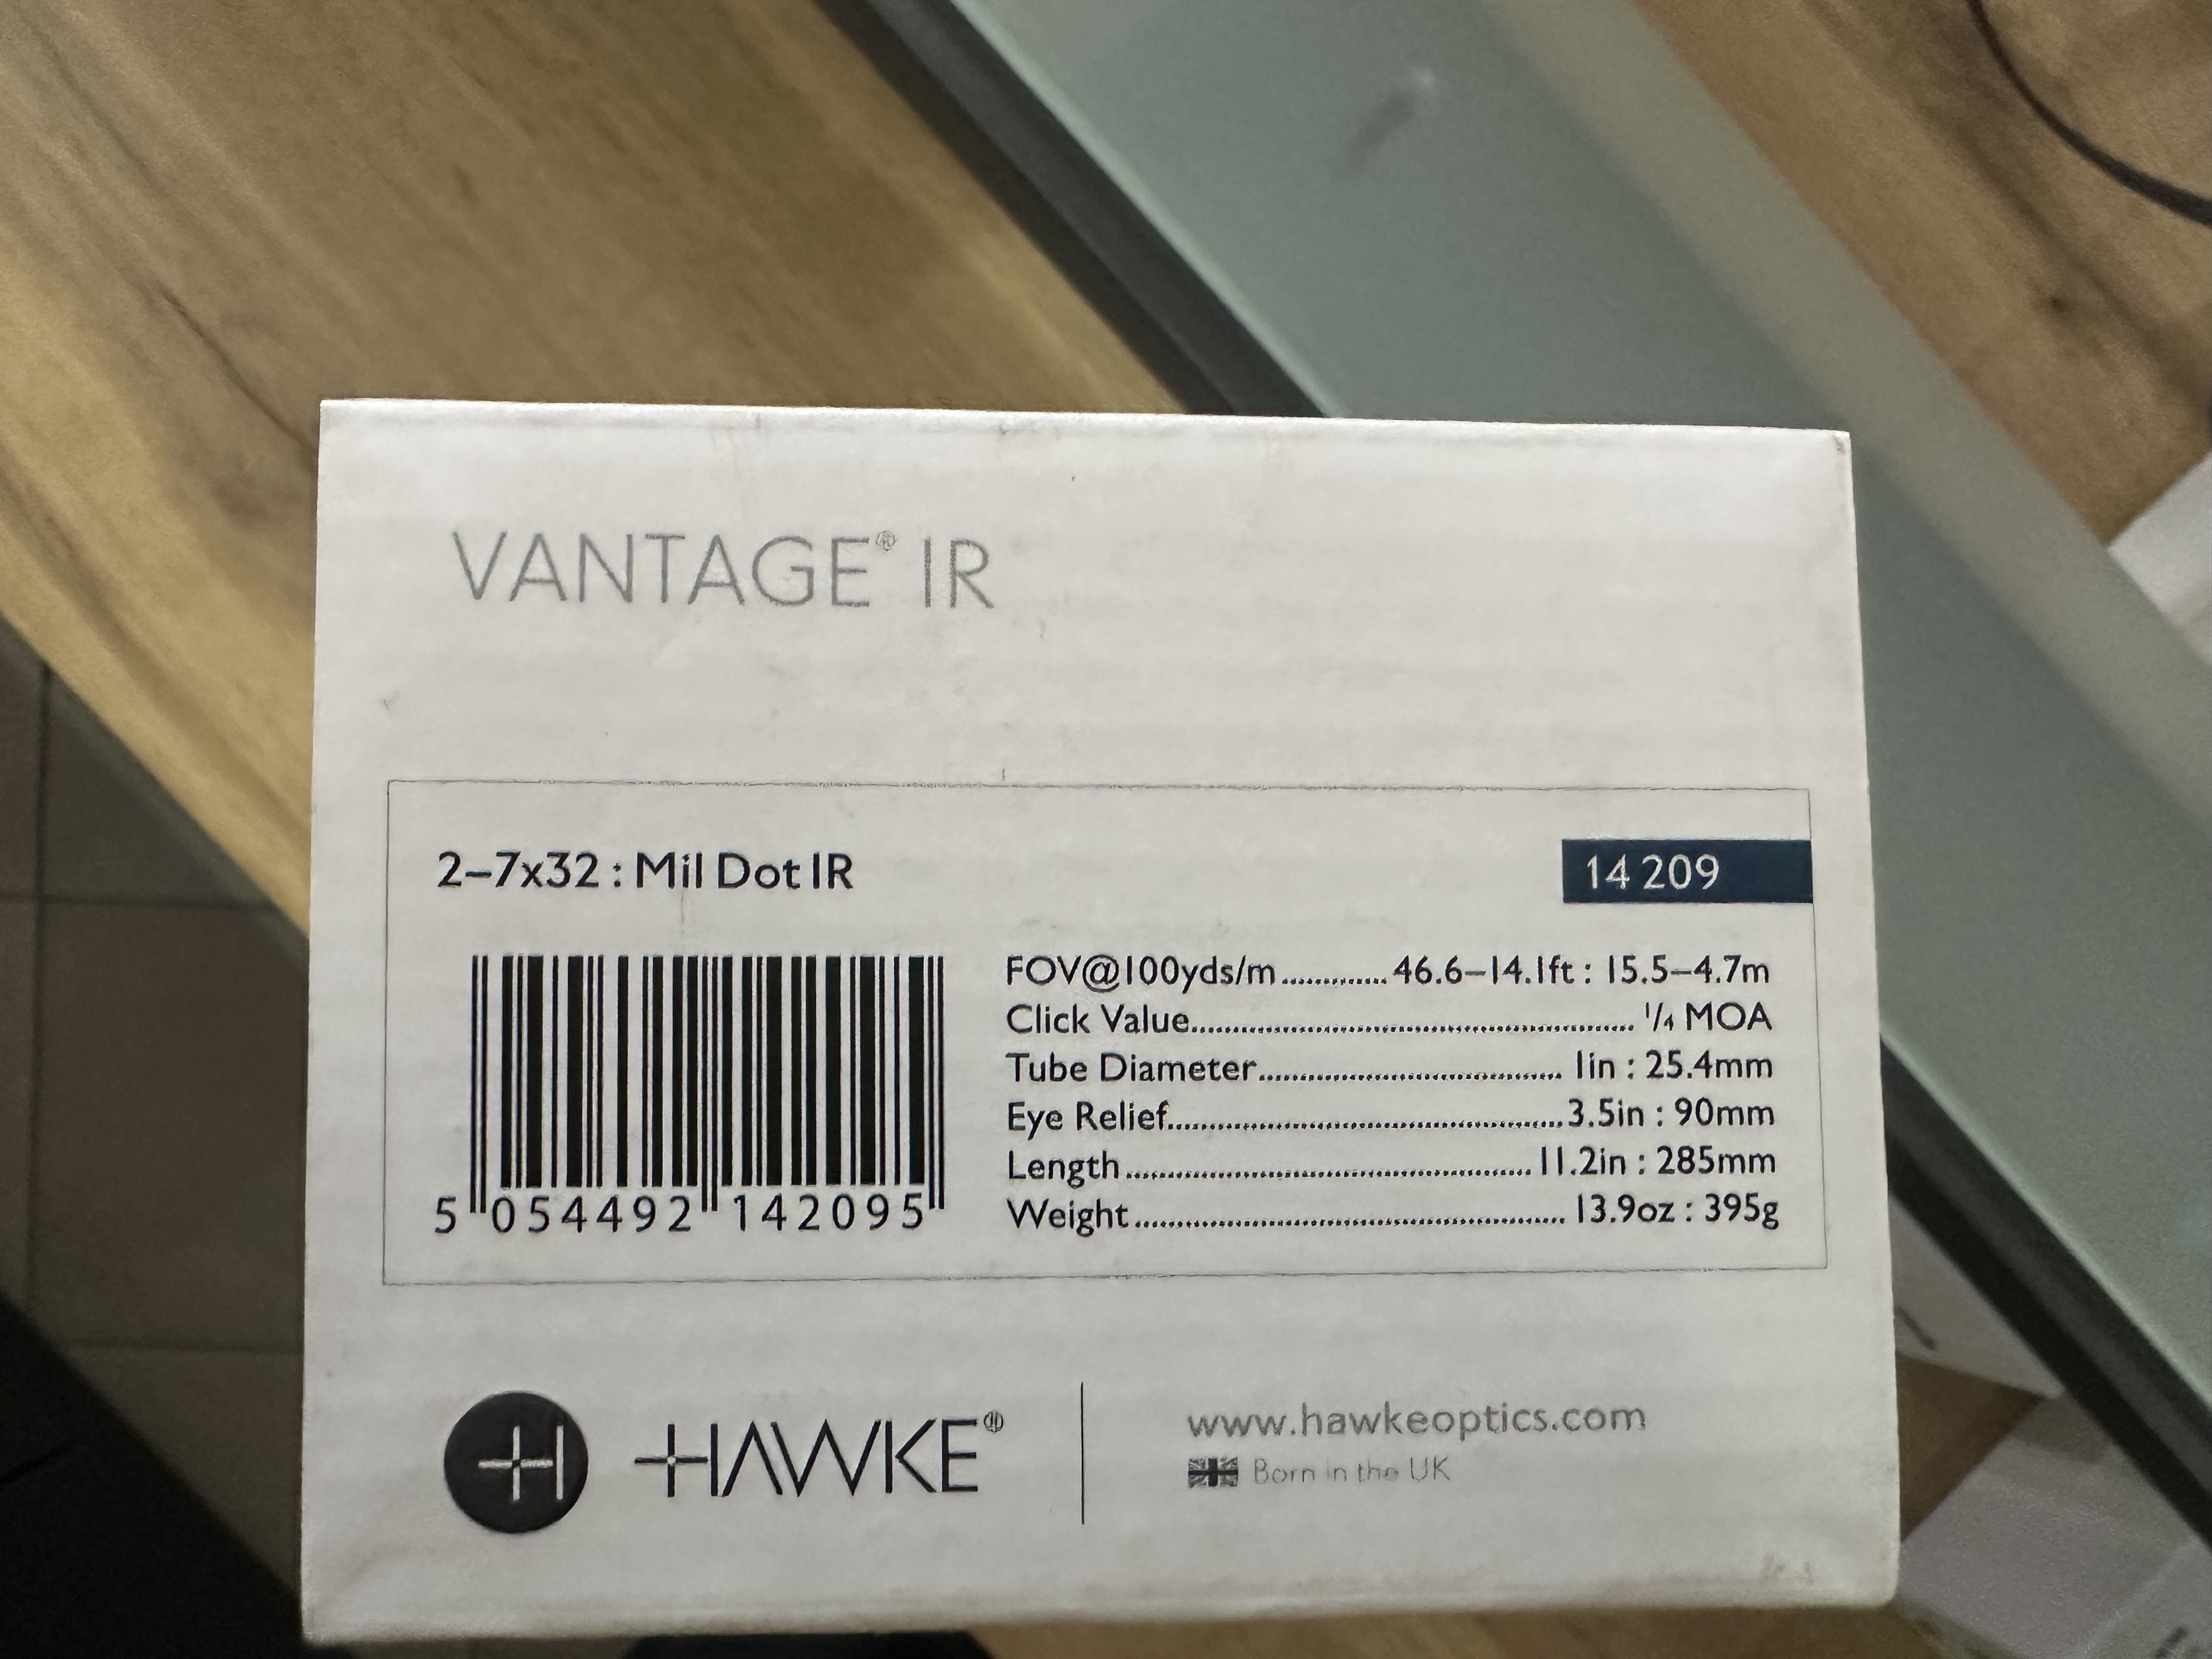 VANTAGE® IR
2–7x32 : Mil Dot IR
14 209
FOV@100yds/m............46.6–14.1ft : 15.5–4.7m
Click Value............ ¼ MOA
Tube Diameter............ 1in : 25.4mm
Eye Relief............3.5in : 90mm
Length............11.2in : 285mm
Weight............ 13.9oz : 395g
5 054492 142095
HAWKE®
www.hawkeoptics.com
Born in the UK